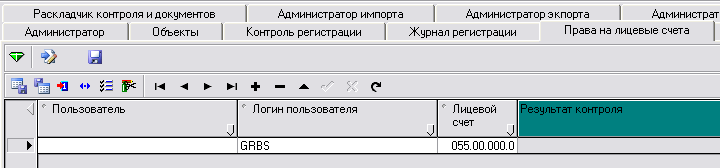 Раскладчик контроля и документов Администратор импорта Администратор экспорта Администрат
Администратор Объекты Контроль регистрации Журнал регистрации Права на лицевые счета
Пользователь Логин пользователя Лицевой счет Результат контроля
GRBS 055.00.000.0